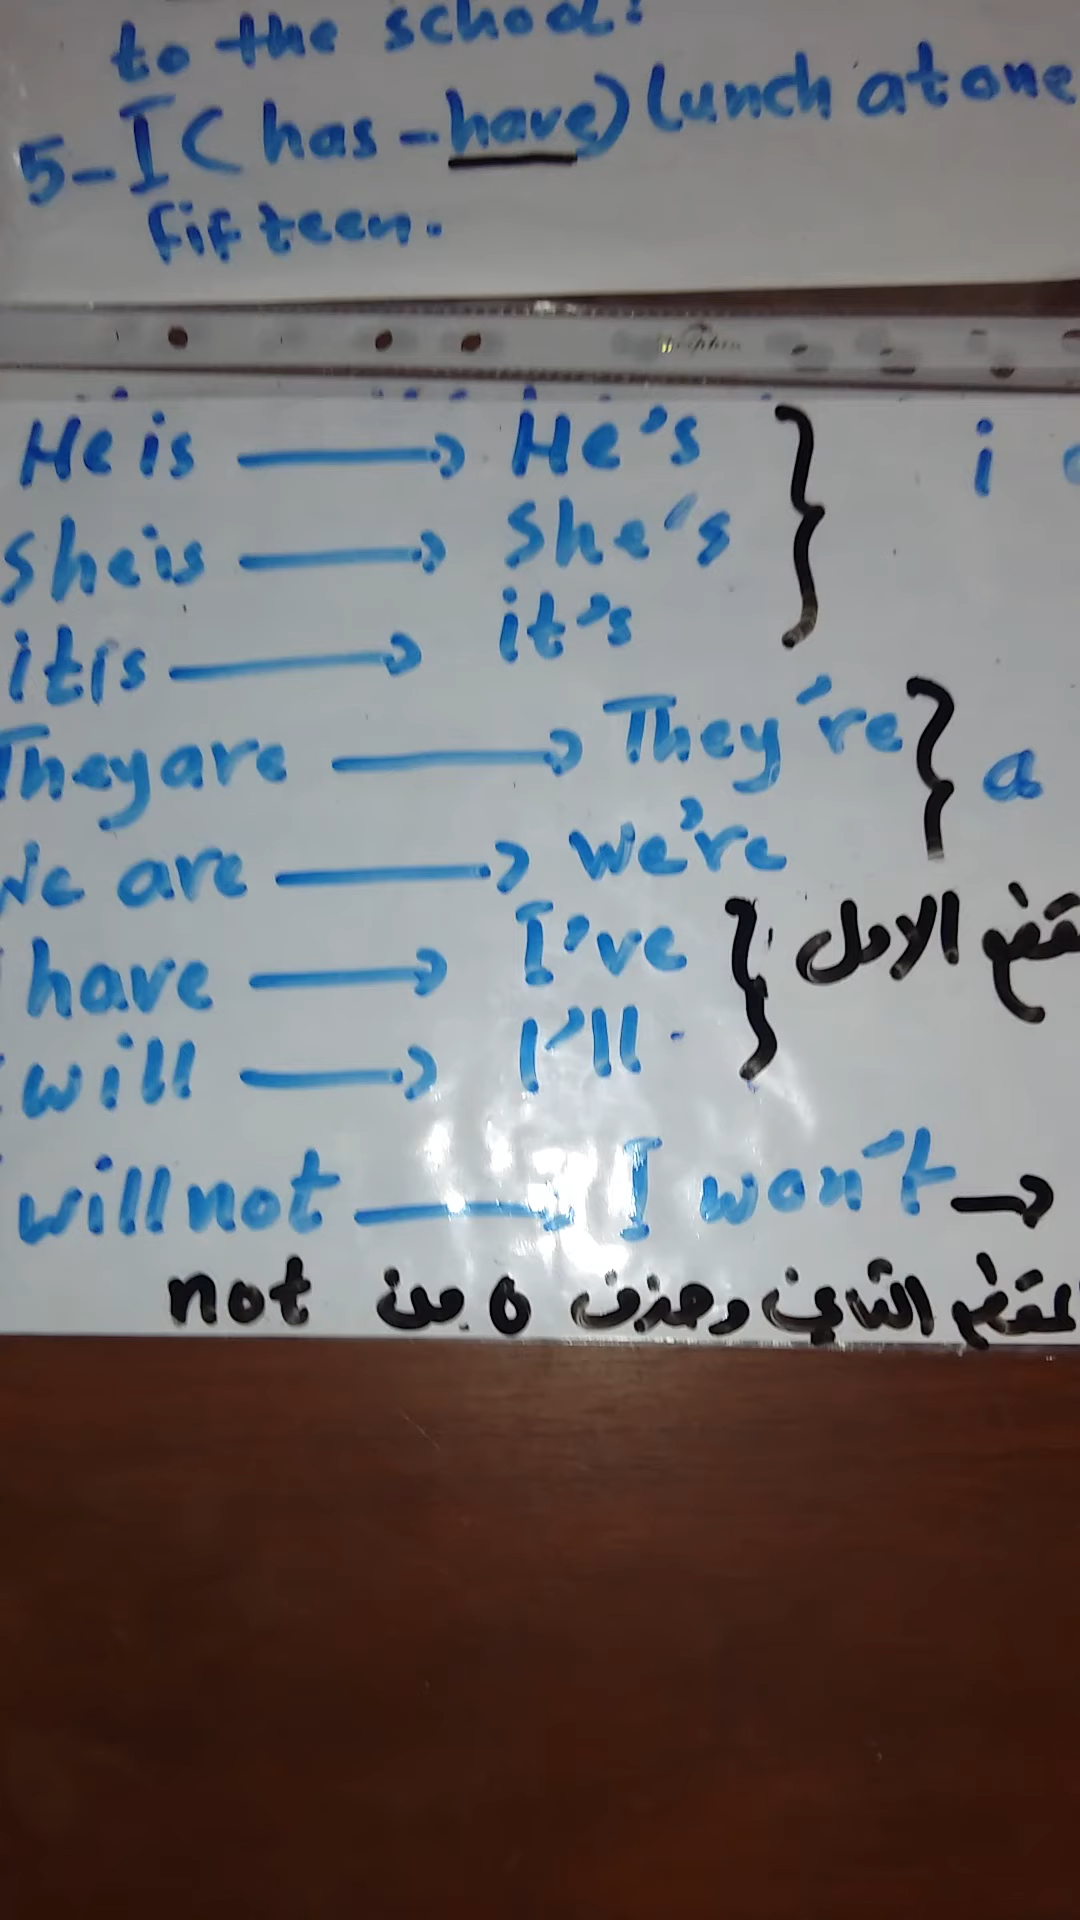 to the school.
5- I ( has - have) lunch at one
fifteen.
He is → He's } i
She is → She's
it is → it's
They are → They're } a
We are → we're
have → I've } الاول
will → I'll
will not → I won't →
المقطع الثاني وحذف o من not